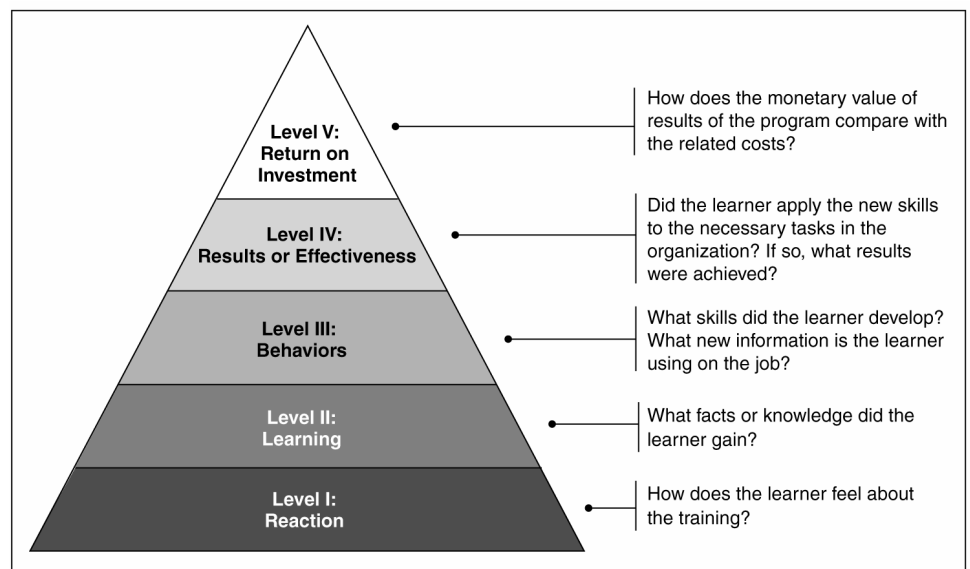 Level V:
Return on
Investment
How does the monetary value of
results of the program compare with
the related costs?
Level IV:
Results or Effectiveness
Did the learner apply the new skills
to the necessary tasks in the
organization? If so, what results
were achieved?
Level III:
Behaviors
What skills did the learner develop?
What new information is the learner
using on the job?
Level II:
Learning
What facts or knowledge did the
learner gain?
Level I:
Reaction
How does the learner feel about
the training?